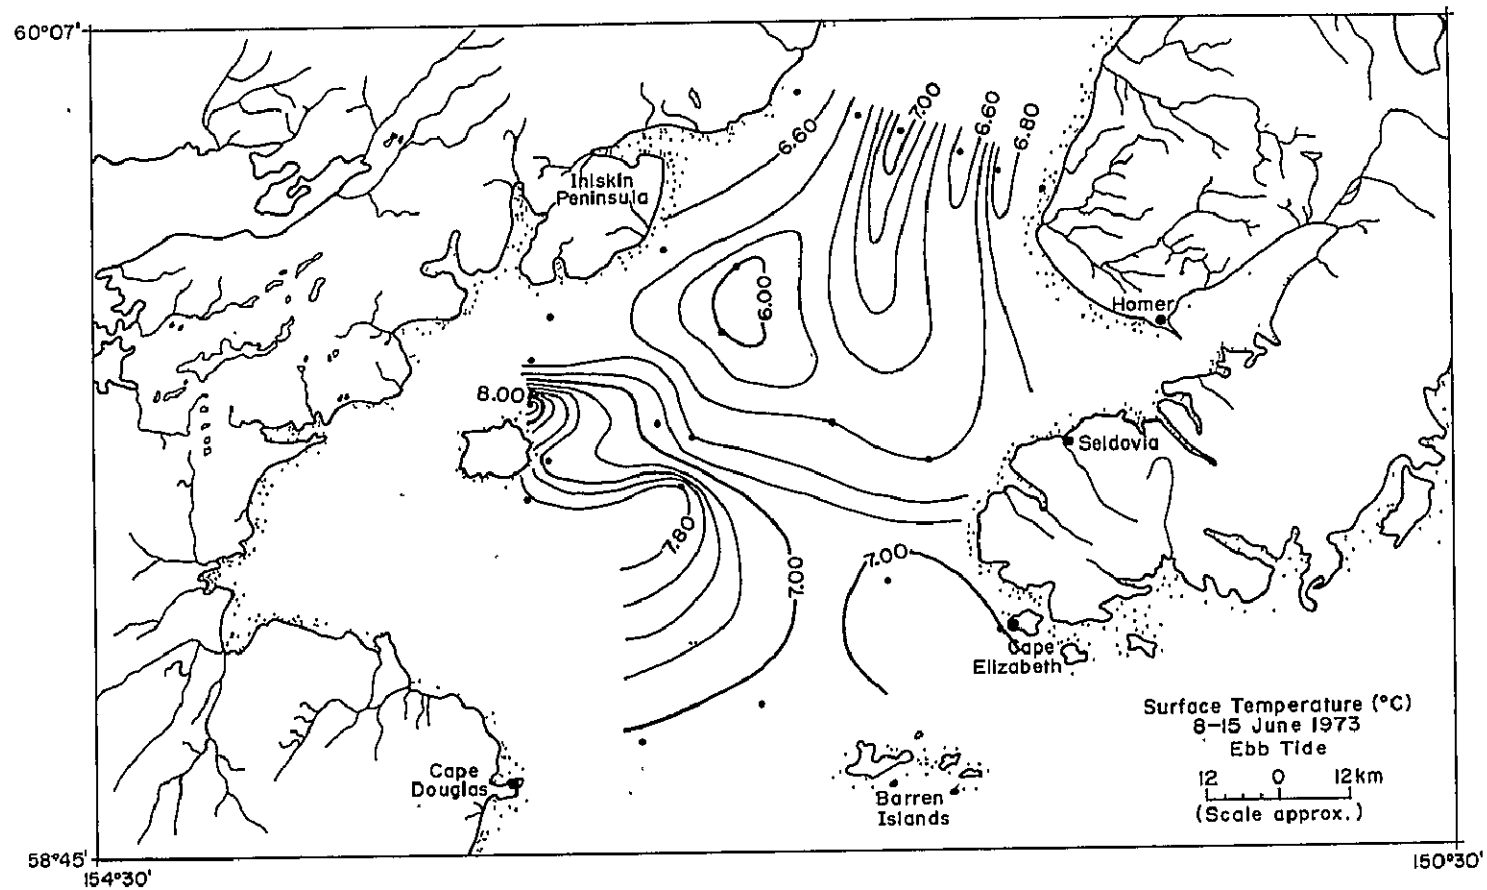 60°07'
7.00
6.60
6.80
6.60
Iniskin
Peninsula
6.00
Homer
8.00
Seldovia
7.80
7.00
7.00
Cape
Elizabeth
Surface Temperature (°C)
8-15 June 1973
Ebb Tide
12 0 12km
(Scale approx.)
Cape
Douglas
Barren
Islands
58°45'
154°30'
150°30'